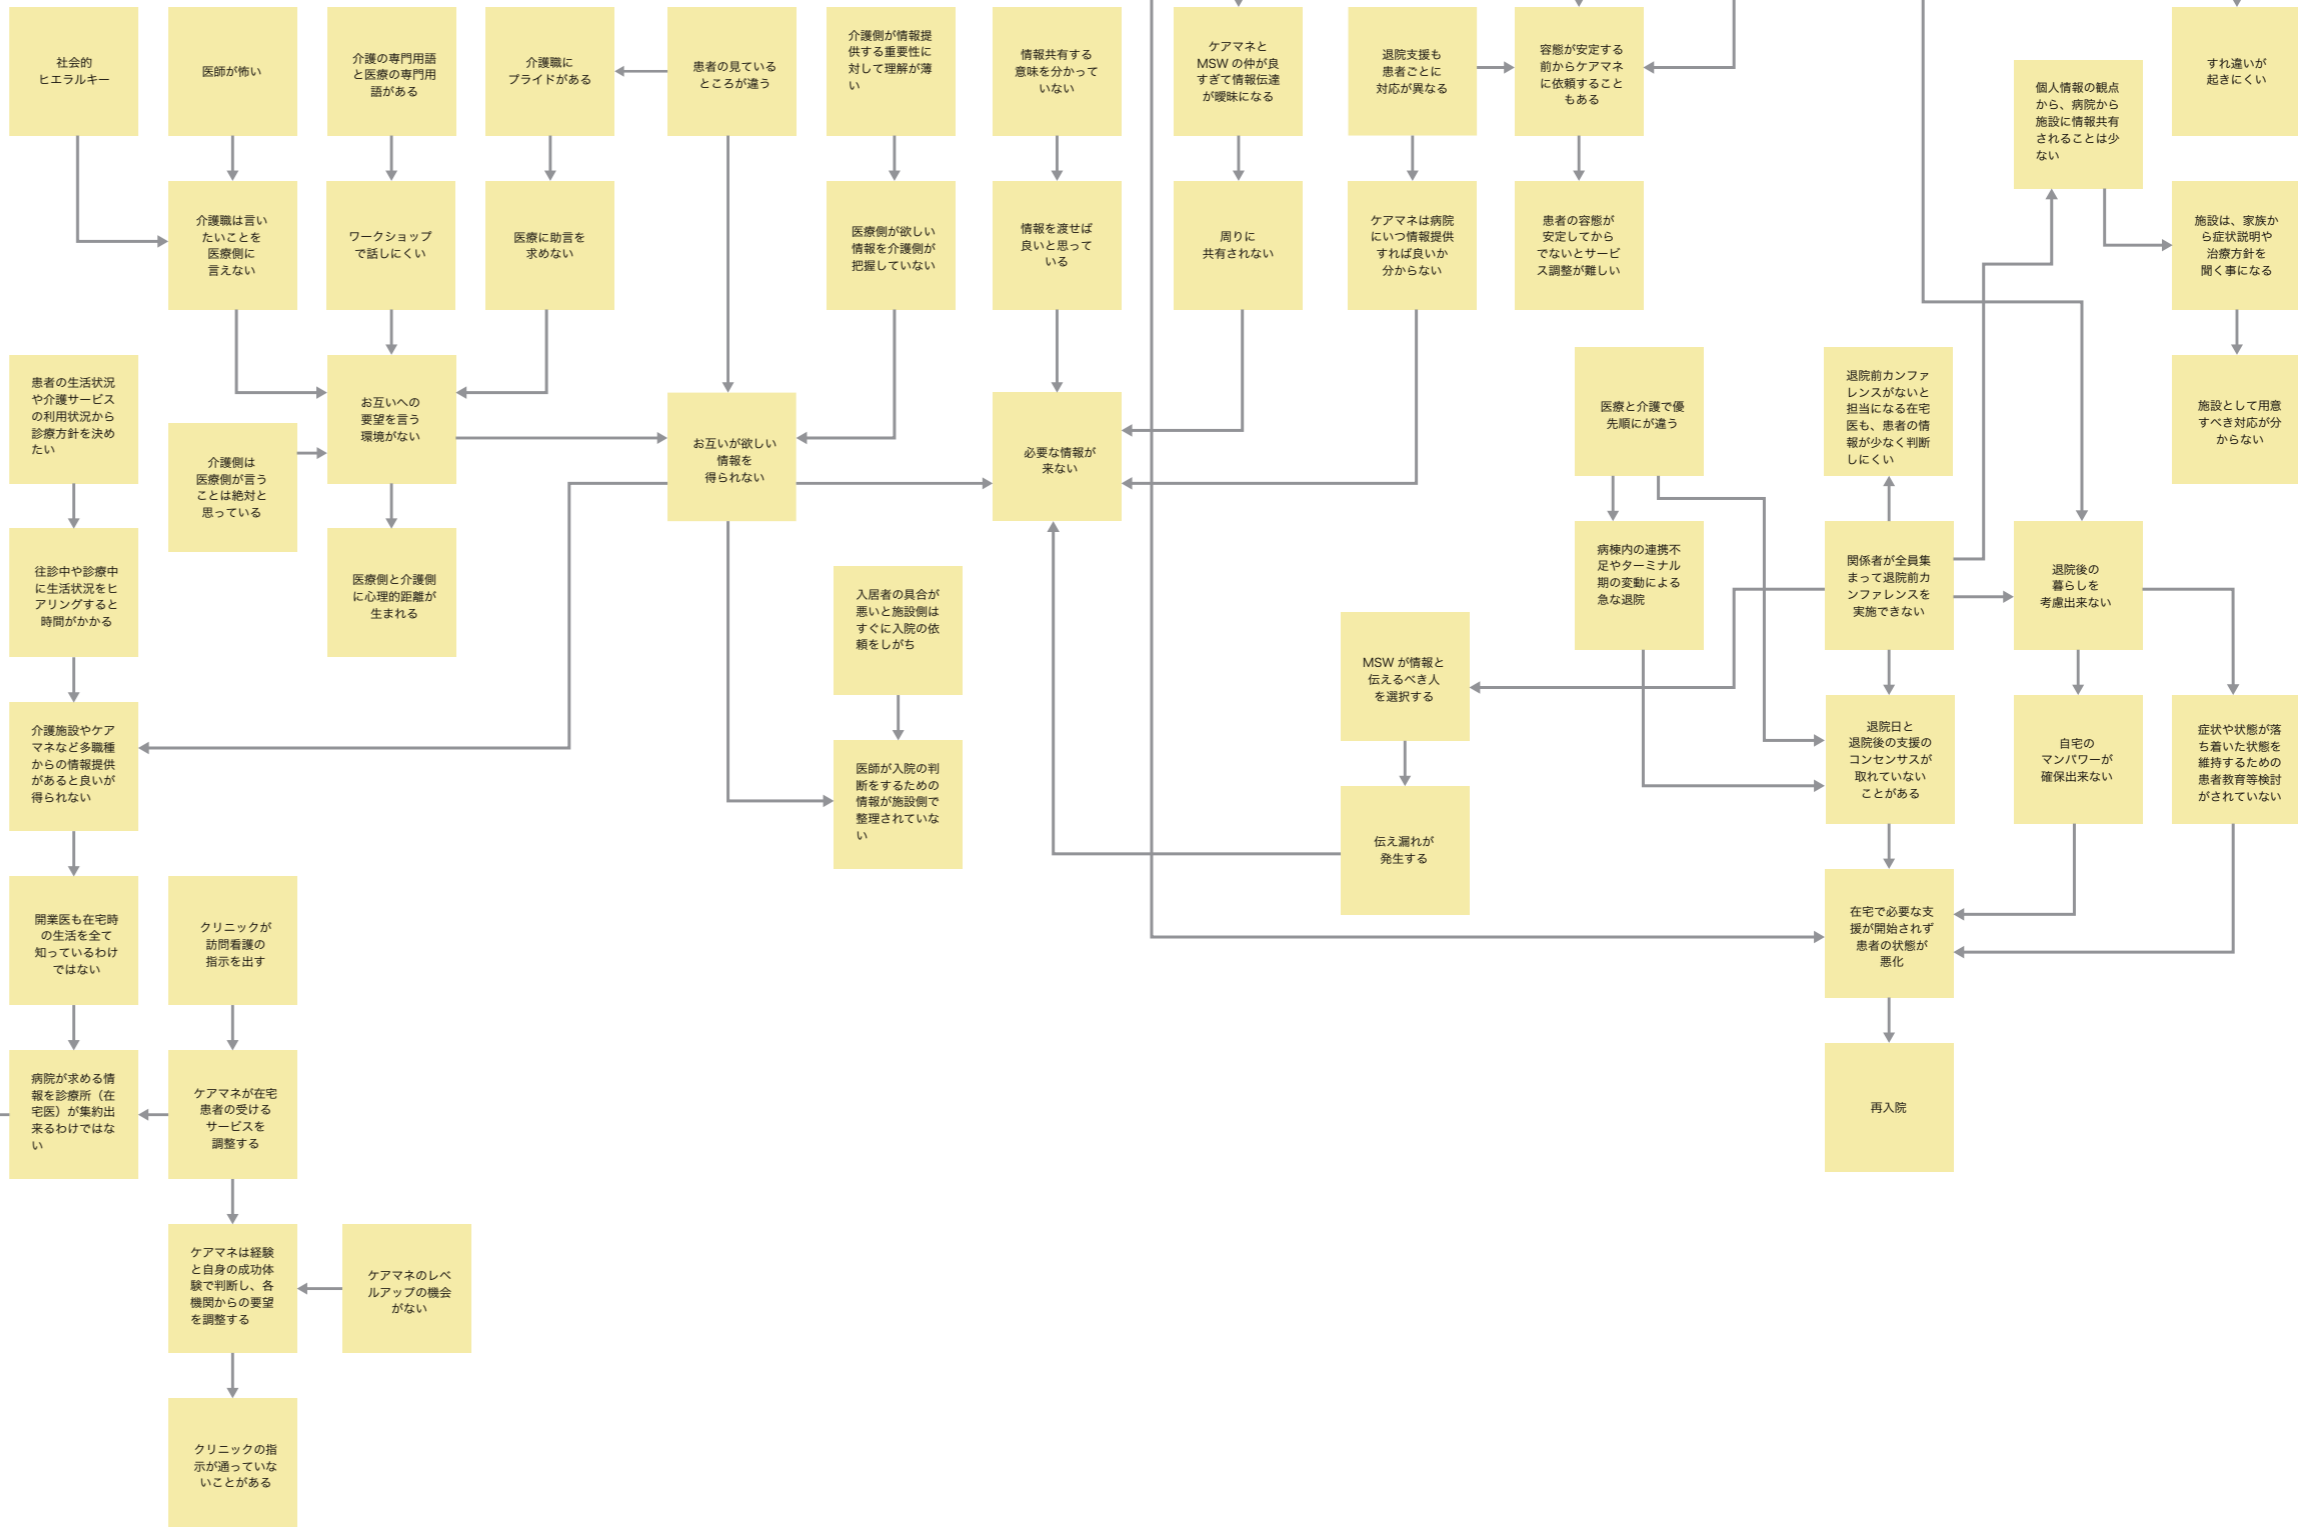 社会的
ヒエラルキー
医師が怖い
介護の専門用語
と医療の専門用
語がある
介護職に
プライドがある
患者の見ている
ところが違う
介護側が情報提
供する重要性に
対して理解が薄
い
情報共有する
意味を分かって
いない
ケアマネと
MSW の仲が良
すぎて情報伝達
が曖昧になる
退院支援も
患者ごとに
対応が異なる
容態が安定する
前からケアマネ
に依頼すること
もある
個人情報の観点
から、病院から
施設に情報共有
されることは少
ない
すれ違いが
起きにくい
介護職は言い
たいことを
医療側に
言えない
ワークショップ
で話しにくい
医療に助言を
求めない
医療側が欲しい
情報を介護側が
把握していない
情報を渡せば
良いと思って
いる
周りに
共有されない
ケアマネは病院
にいつ情報提供
すれば良いか
分からない
患者の容態が
安定してから
でないとサービ
ス調整が難しい
施設は、家族か
ら症状説明や
治療方針を
聞く事になる
患者の生活状況
や介護サービス
の利用状況から
診療方針を決め
たい
介護側は
医療側が言う
ことは絶対と
思っている
お互いへの
要望を言う
環境がない
お互いが欲しい
情報を
得られない
必要な情報が
来ない
医療と介護で優
先順にが違う
退院前カンファ
レンスがないと
担当になる在宅
医も、患者の情
報が少なく判断
しにくい
施設として用意
すべき対応が分
からない
往診中や診療中
に生活状況をヒ
アリングすると
時間がかかる
医療側と介護側
に心理的距離が
生まれる
入居者の具合が
悪いと施設側は
すぐに入院の依
頼をしがち
病棟内の連携不
足やターミナル
期の変動による
急な退院
関係者が全員集
まって退院前カ
ンファレンスを
実施できない
退院後の
暮らしを
考慮出来ない
MSW が情報と
伝えるべき人
を選択する
介護施設やケア
マネなど多職種
からの情報提供
があると良いが
得られない
医師が入院の判
断をするための
情報が施設側で
整理されていな
い
伝え漏れが
発生する
退院日と
退院後の支援の
コンセンサスが
取れていない
ことがある
自宅の
マンパワーが
確保出来ない
症状や状態が落
ち着いた状態を
維持するための
患者教育等検討
がされていない
開業医も在宅時
の生活を全て
知っているわけ
ではない
クリニックが
訪問看護の
指示を出す
在宅で必要な支
援が開始されず
患者の状態が
悪化
病院が求める情
報を診療所（在
宅医）が集約出
来るわけではな
い
ケアマネが在宅
患者の受ける
サービスを
調整する
再入院
ケアマネは経験
と自身の成功体
験で判断し、各
機関からの要望
を調整する
ケアマネのレベ
ルアップの機会
がない
クリニックの指
示が通っていな
いことがある